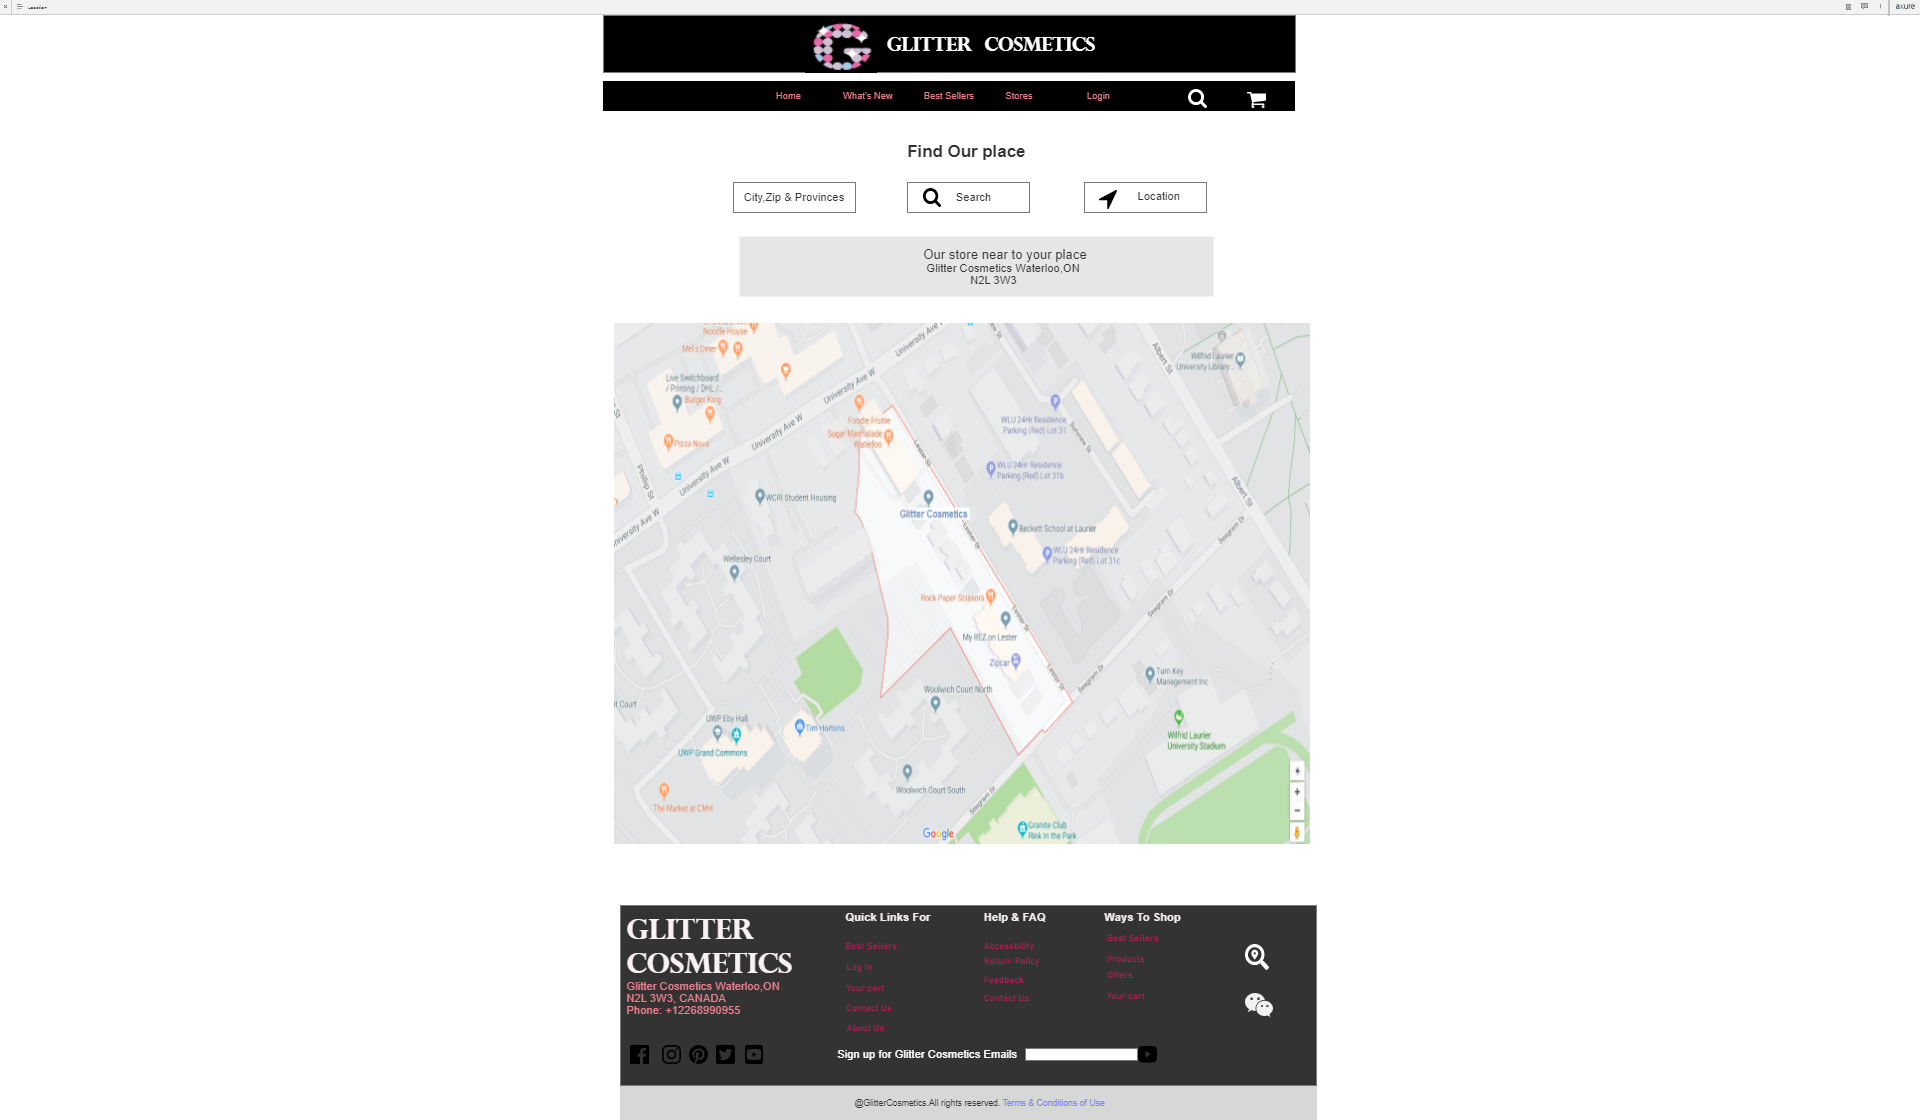 Location
axure
GLITTER COSMETICS
Home
What's New
Best Sellers
Stores
Login
Find Our place
City,Zip & Provinces
Search
Location
Our store near to your place
Glitter Cosmetics Waterloo,ON
N2L 3W3
Noodle House
Mel's Diner
Live Switchboard
/ Printing / DHL /...
Burger King
Pizza Nova
University Ave W
University Ave W
University Ave W
University Ave W
University Ave W
Phillip St
Foodie Fruitie
Sugar Marmalade
Waterloo
Lester St
WLU 24Hr Residence
Parking (Red) Lot 31
Sunview St
Albert St
Wilfrid Laurier
University Library...
WLU 24Hr Residence
Parking (Red) Lot 31b
Albert St
WCRI Student Housing
Glitter Cosmetics
Lester St
Beckett School at Laurier
WLU 24Hr Residence
Parking (Red) Lot 31c
Seagram Dr
Wellesley Court
Rock Paper Scissors
Lester St
Seagram Dr
My REZ on Lester
Zipcar
Lester St
Seagram Dr
Turn Key
Management Inc
Woolwich Court North
t Court
UWP Eby Hall
Tim Hortons
UWP Grand Commons
Wilfrid Laurier
University Stadium
Woolwich Court South
Seagram Dr
The Market at CMH
Google
Granite Club
Rink in the Park
GLITTER
COSMETICS
Glitter Cosmetics Waterloo,ON
N2L 3W3, CANADA
Phone: +12268990955
Quick Links For
Best Sellers
Log In
Your cart
Contact Us
About Us
Help & FAQ
Accessbility
Return Policy
Feedback
Contact Us
Ways To Shop
Best Sellers
Products
Offers
Your cart
Sign up for Glitter Cosmetics Emails
@GlitterCosmetics.All rights reserved. Terms & Conditions of Use